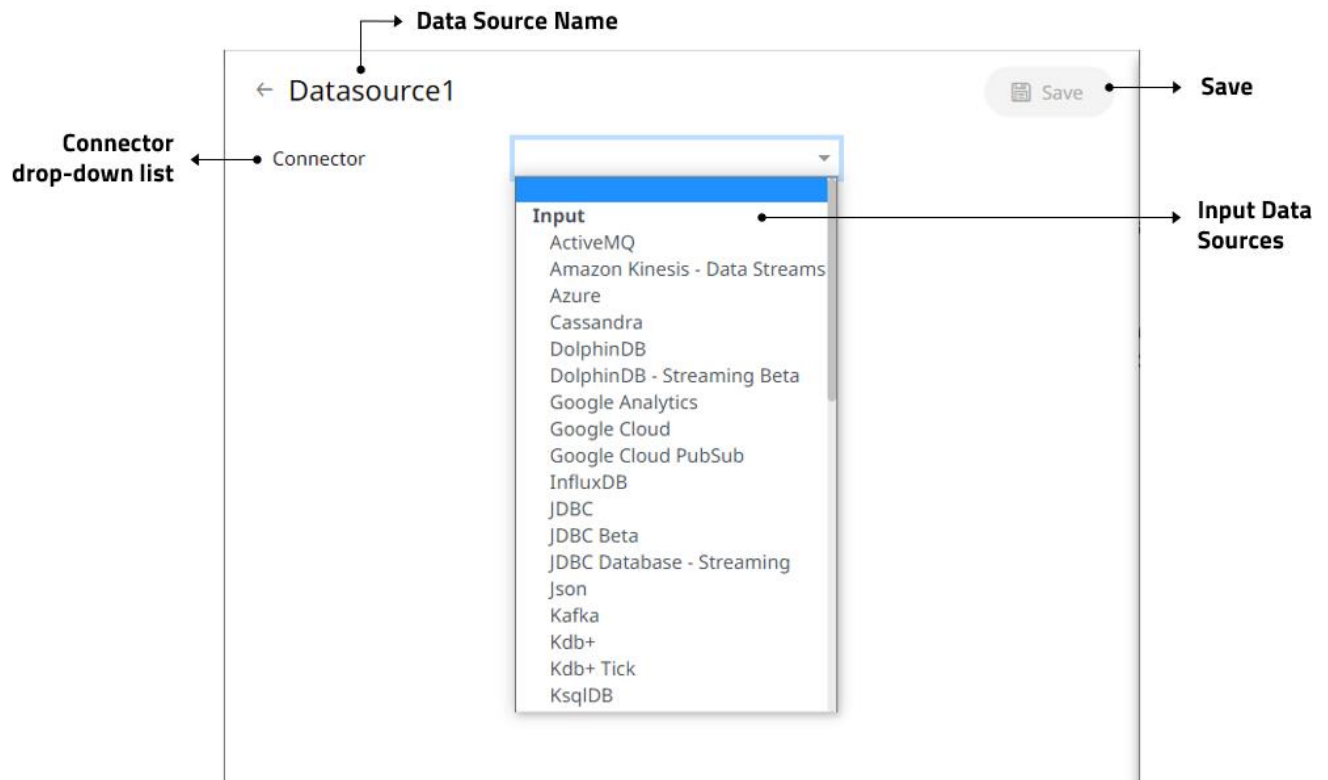 Data Source Name
← Datasource1
Save
Save
Connector
drop-down list
Connector
Input
Input Data
Sources
ActiveMQ
Amazon Kinesis - Data Streams
Azure
Cassandra
DolphinDB
DolphinDB - Streaming Beta
Google Analytics
Google Cloud
Google Cloud PubSub
InfluxDB
JDBC
JDBC Beta
JDBC Database - Streaming
Json
Kafka
Kdb+
Kdb+ Tick
KsqlDB